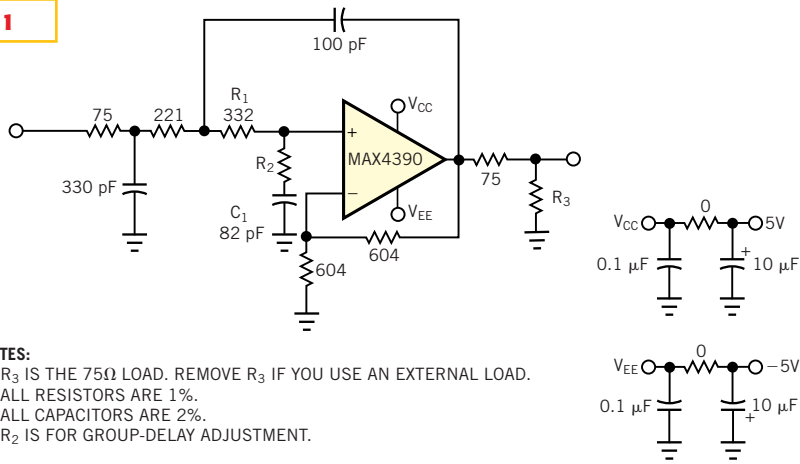 1
100 pF
R1
75
221
332
VCC
+
R2
MAX4390
330 pF
75
−
C1
82 pF
VEE
R3
604
604
VCC
0
5V
0.1 µF
+
10 µF
VEE
0
−5V
0.1 µF
10 µF
+
TES:
R3 IS THE 75Ω LOAD. REMOVE R3 IF YOU USE AN EXTERNAL LOAD.
ALL RESISTORS ARE 1%.
ALL CAPACITORS ARE 2%.
R2 IS FOR GROUP-DELAY ADJUSTMENT.